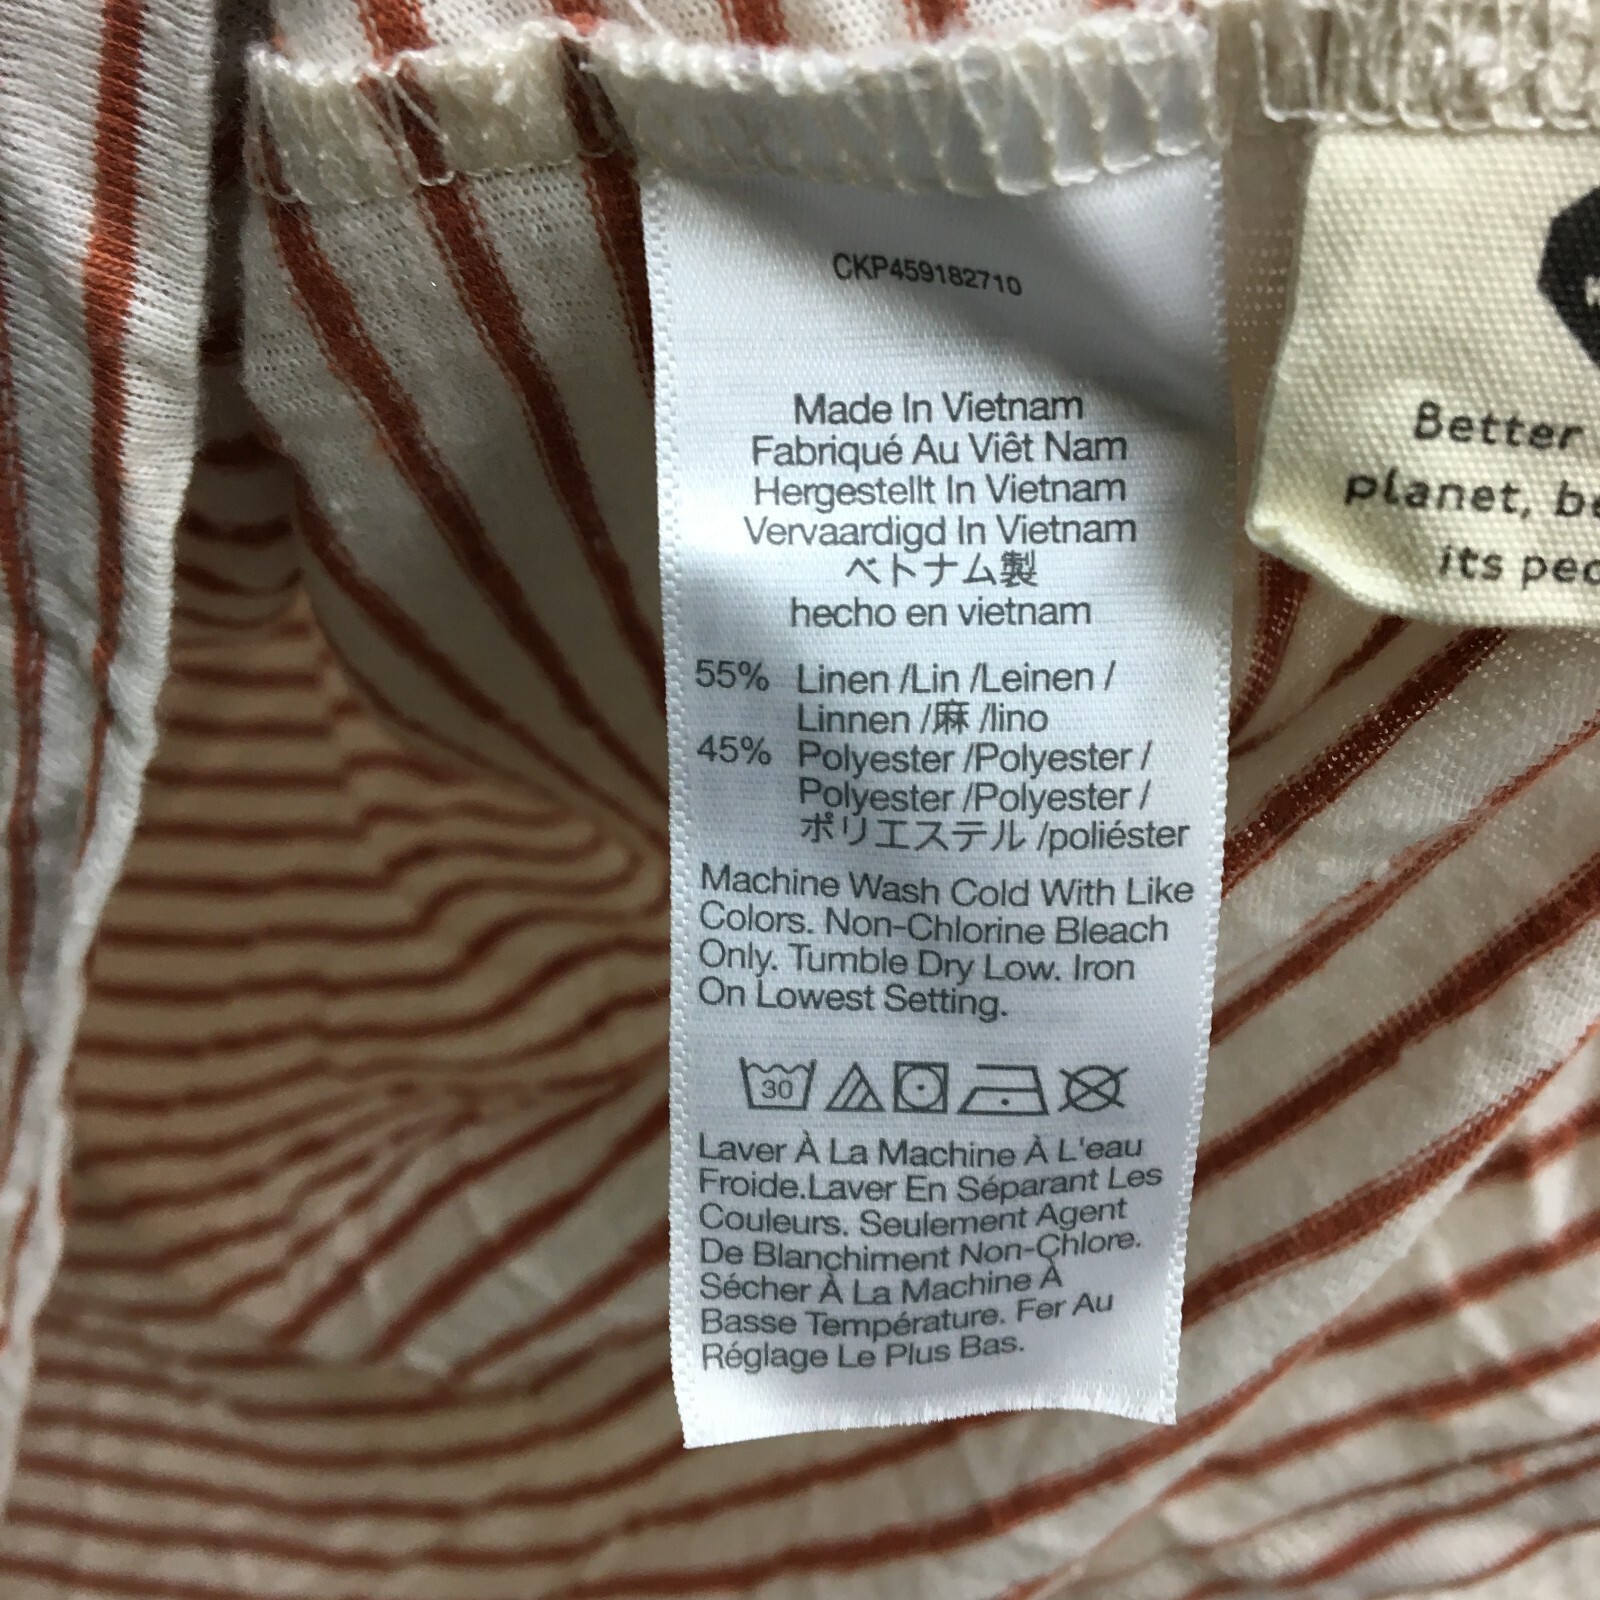 CKP459182710
Made In Vietnam
Fabriqué Au Viêt Nam
Hergestellt In Vietnam
Vervaardigd In Vietnam
ベトナム製
hecho en vietnam
55% Linen /Lin /Leinen /
Linnen /麻 /lino
45% Polyester /Polyester /
Polyester /Polyester /
ポリエステル /poliéster
Machine Wash Cold With Like
Colors. Non-Chlorine Bleach
Only. Tumble Dry Low. Iron
On Lowest Setting.
30
Laver À La Machine À L'eau
Froide.Laver En Séparant Les
Couleurs. Seulement Agent
De Blanchiment Non-Chlore.
Sécher À La Machine À
Basse Température. Fer Au
Réglage Le Plus Bas.
Better
planet,
its